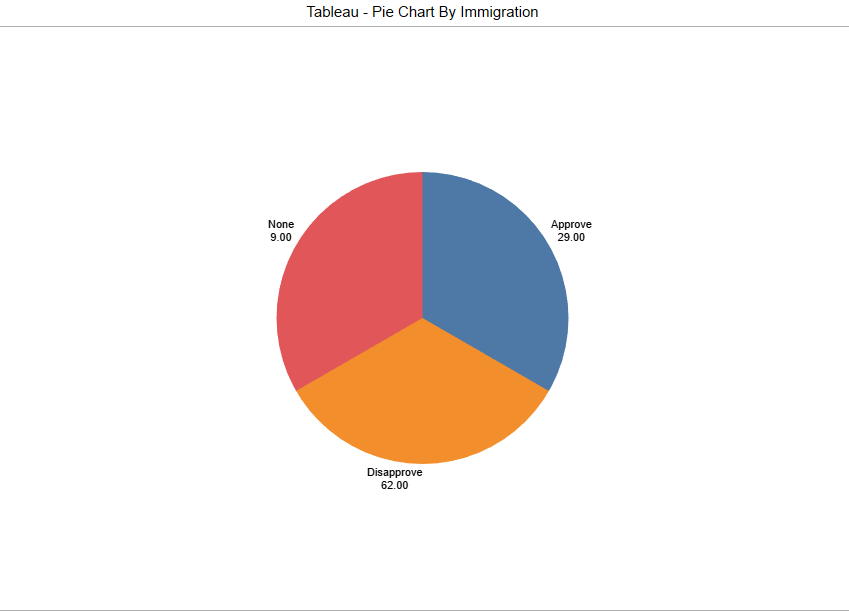 Tableau - Pie Chart By Immigration
None
9.00
Approve
29.00
Disapprove
62.00